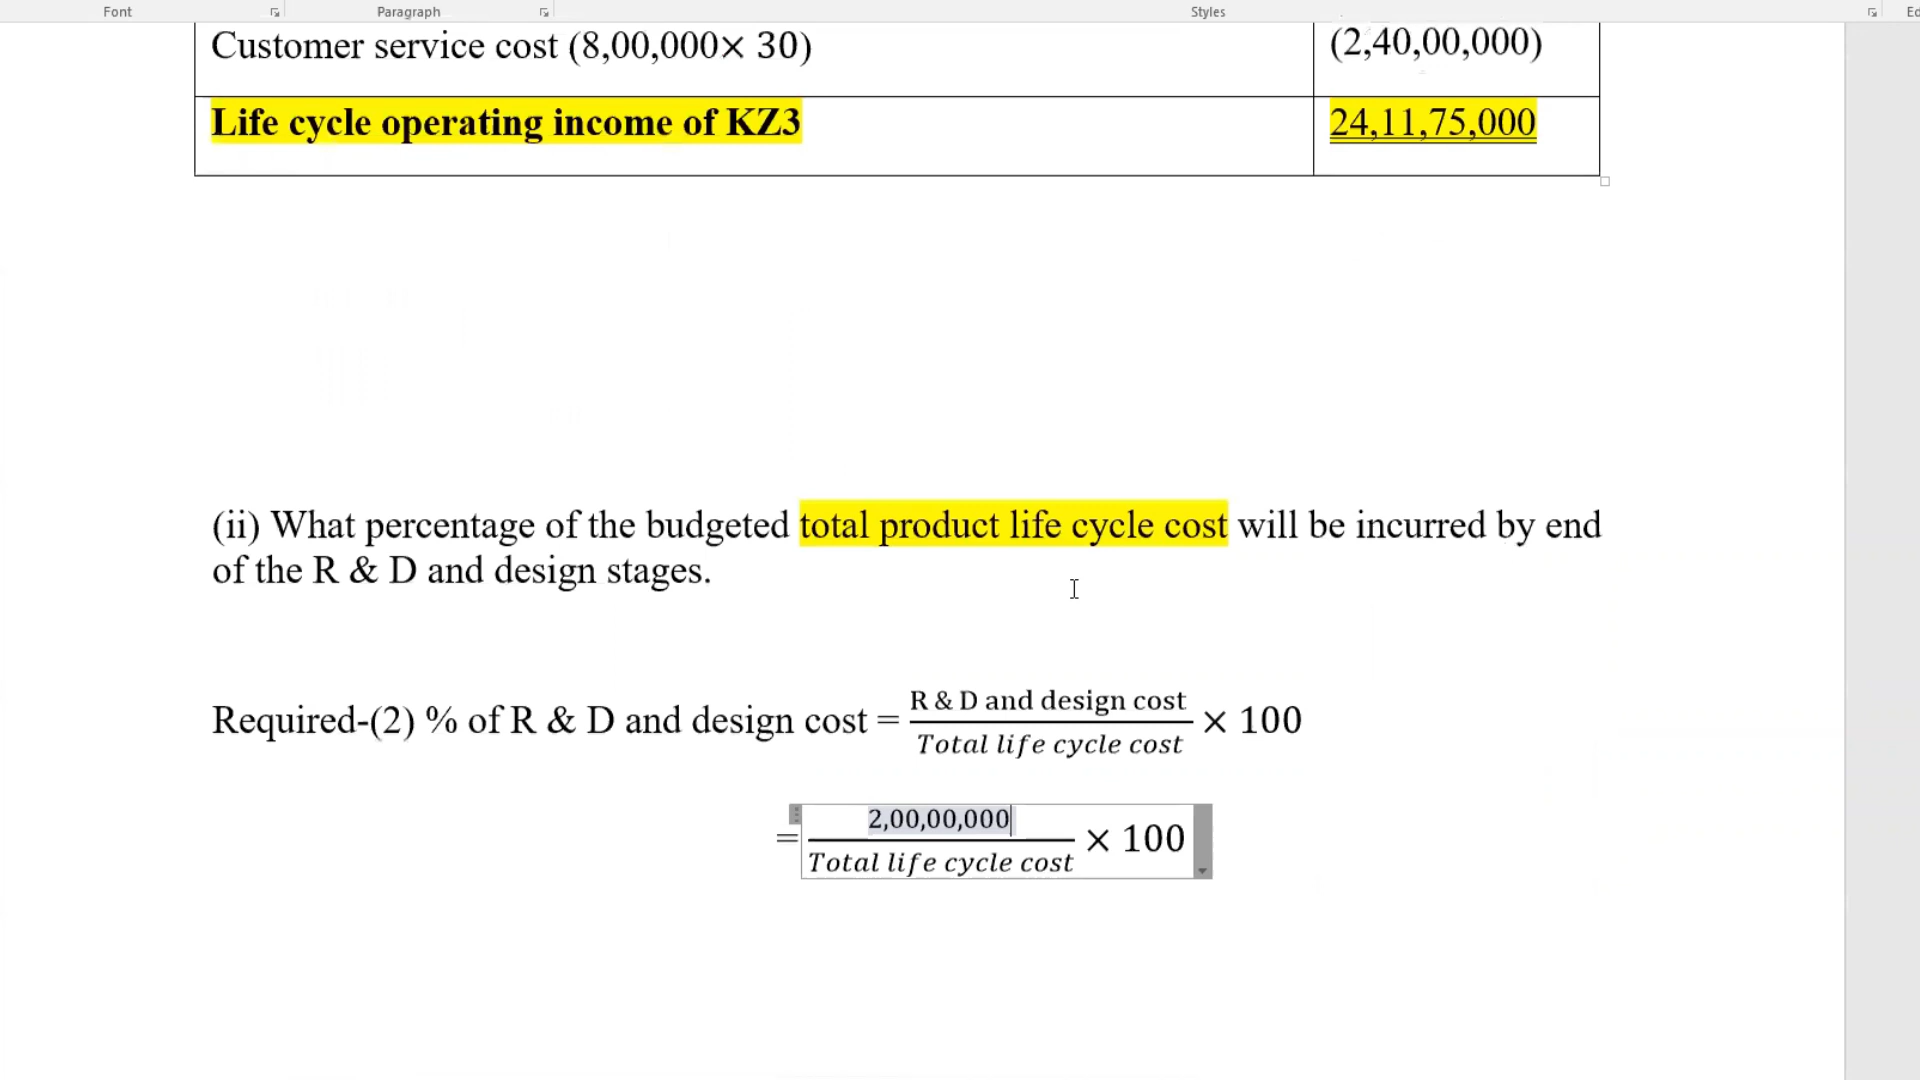 Font Paragraph Styles
Customer service cost (8,00,000× 30) (2,40,00,000)
Life cycle operating income of KZ3 24,11,75,000
(ii) What percentage of the budgeted total product life cycle cost will be incurred by end
of the R & D and design stages.
Required-(2) % of R & D and design cost = R & D and design cost / Total life cycle cost × 100
= 2,00,00,000 / Total life cycle cost × 100